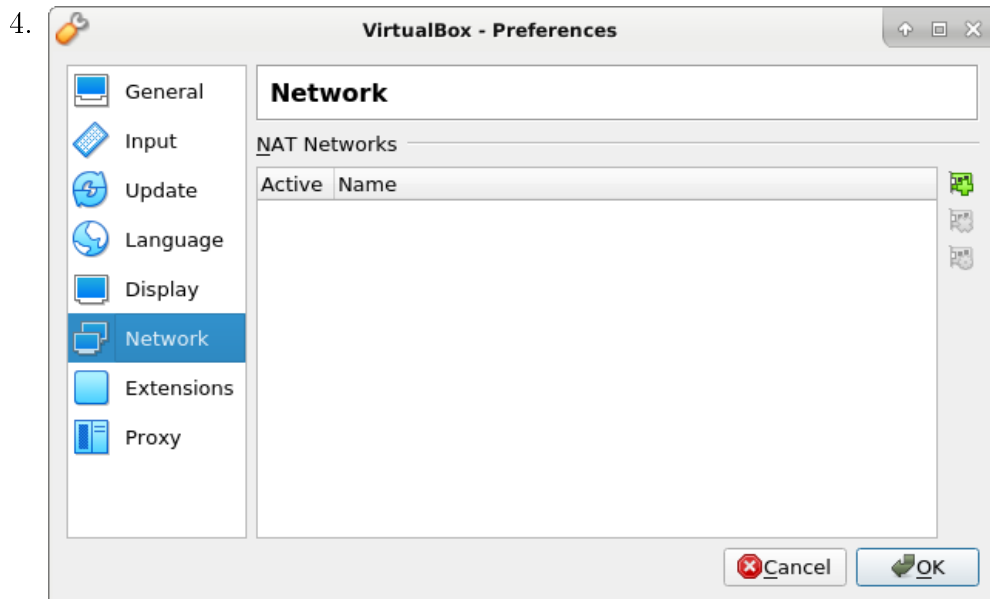 4.
VirtualBox - Preferences
General
Input
Update
Language
Display
Network
Extensions
Proxy
Network
NAT Networks
Active Name
Cancel OK